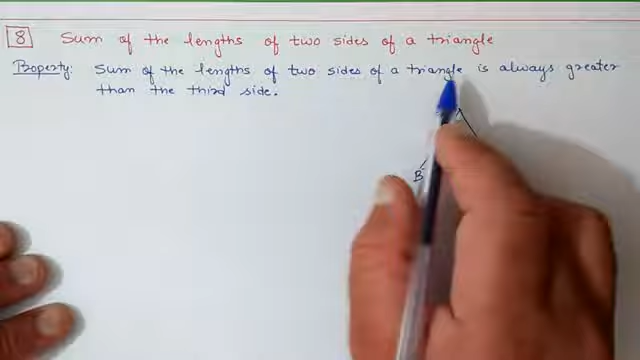 8 Sum of the lengths of two sides of a triangle
Property: Sum of the lengths of two sides of a triangle is always greater
than the third side.
B